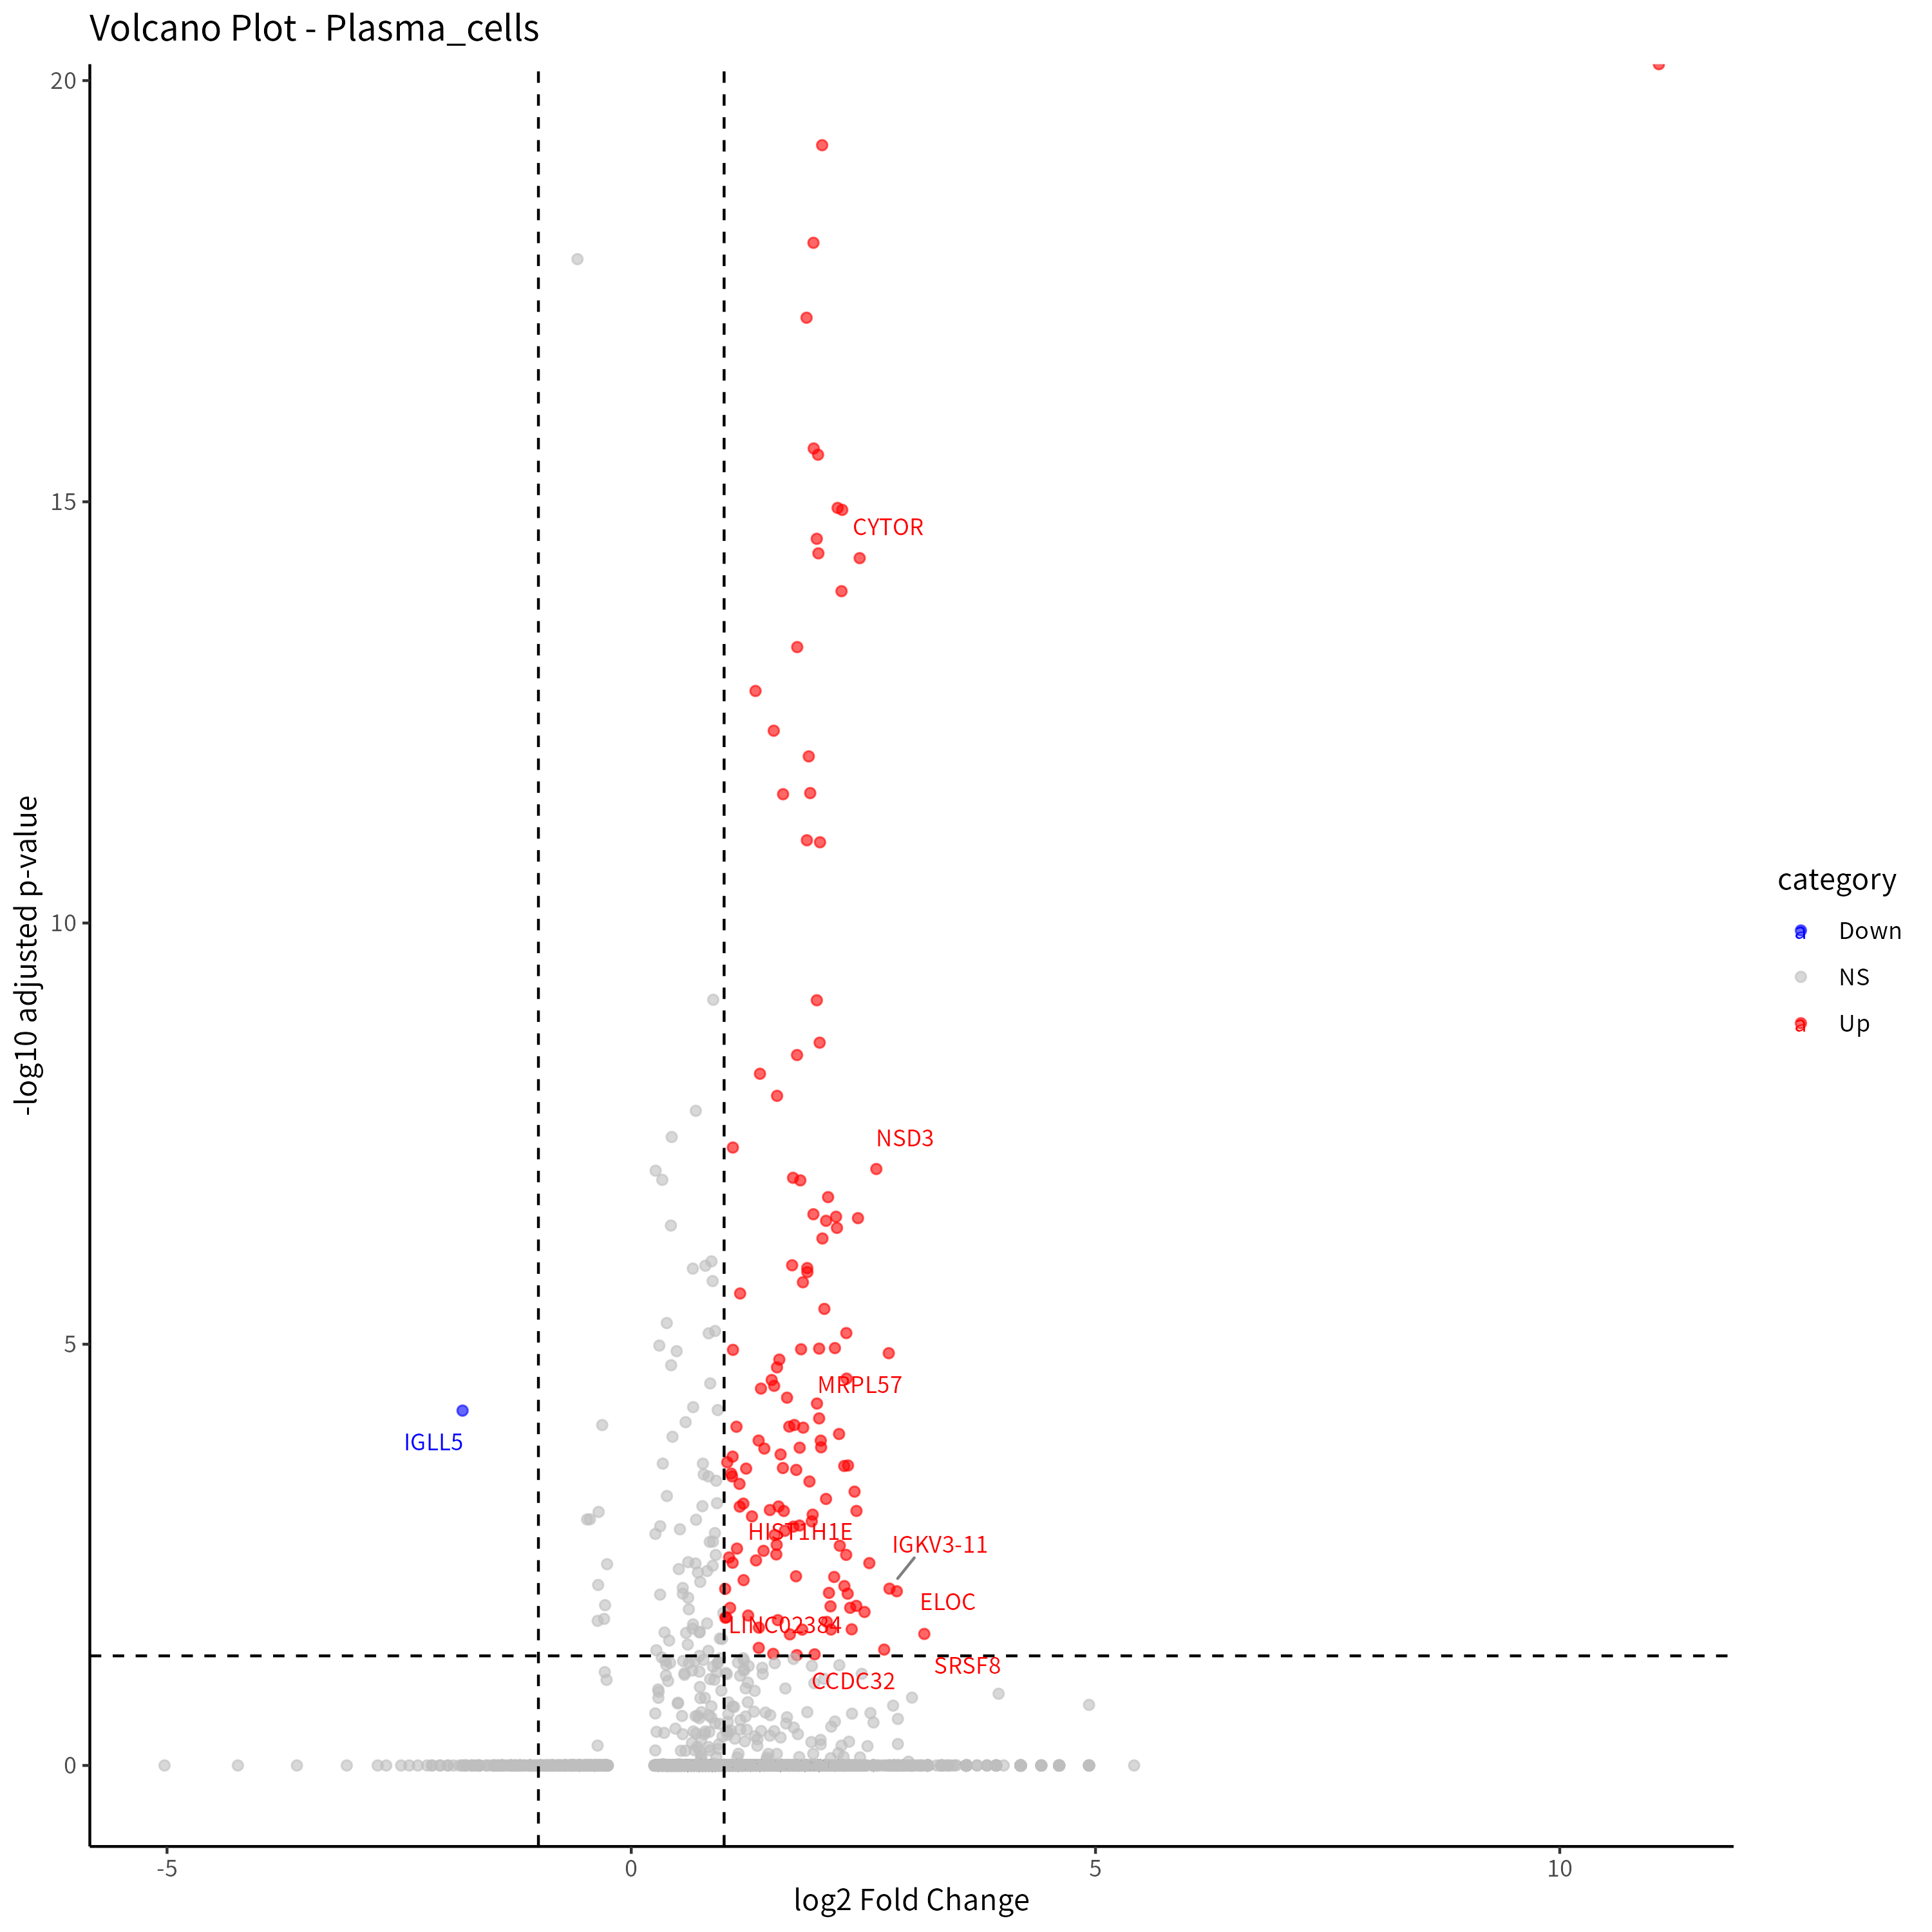 Volcano Plot - Plasma_cells
20
15
10
5
0
-log10 adjusted p-value
CYTOR
NSD3
MRPL57
IGLL5
HIST1H1E
IGKV3-11
ELOC
LINC02384
SRSF8
CCDC32
-5
0
5
10
log2 Fold Change
category
a Down
NS
a Up